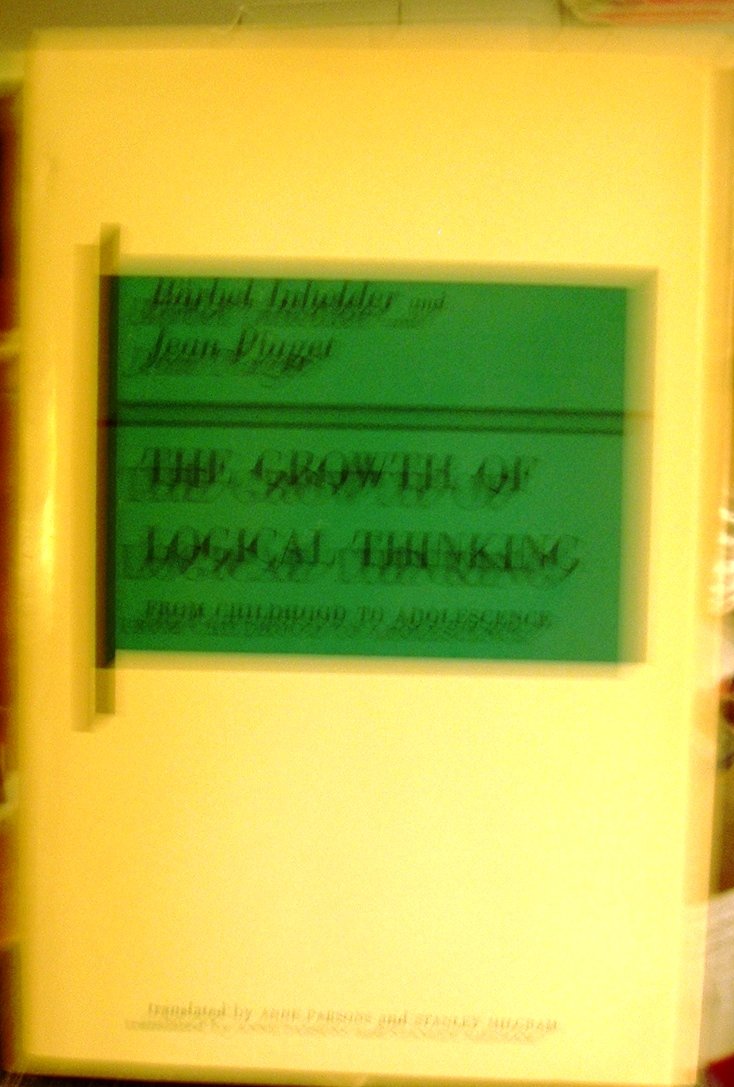 Bärbel Inhelder and
Jean Piaget
THE GROWTH OF
LOGICAL THINKING
FROM CHILDHOOD TO ADOLESCENCE
translated by ANNE PARSONS and STANLEY MILGRAM